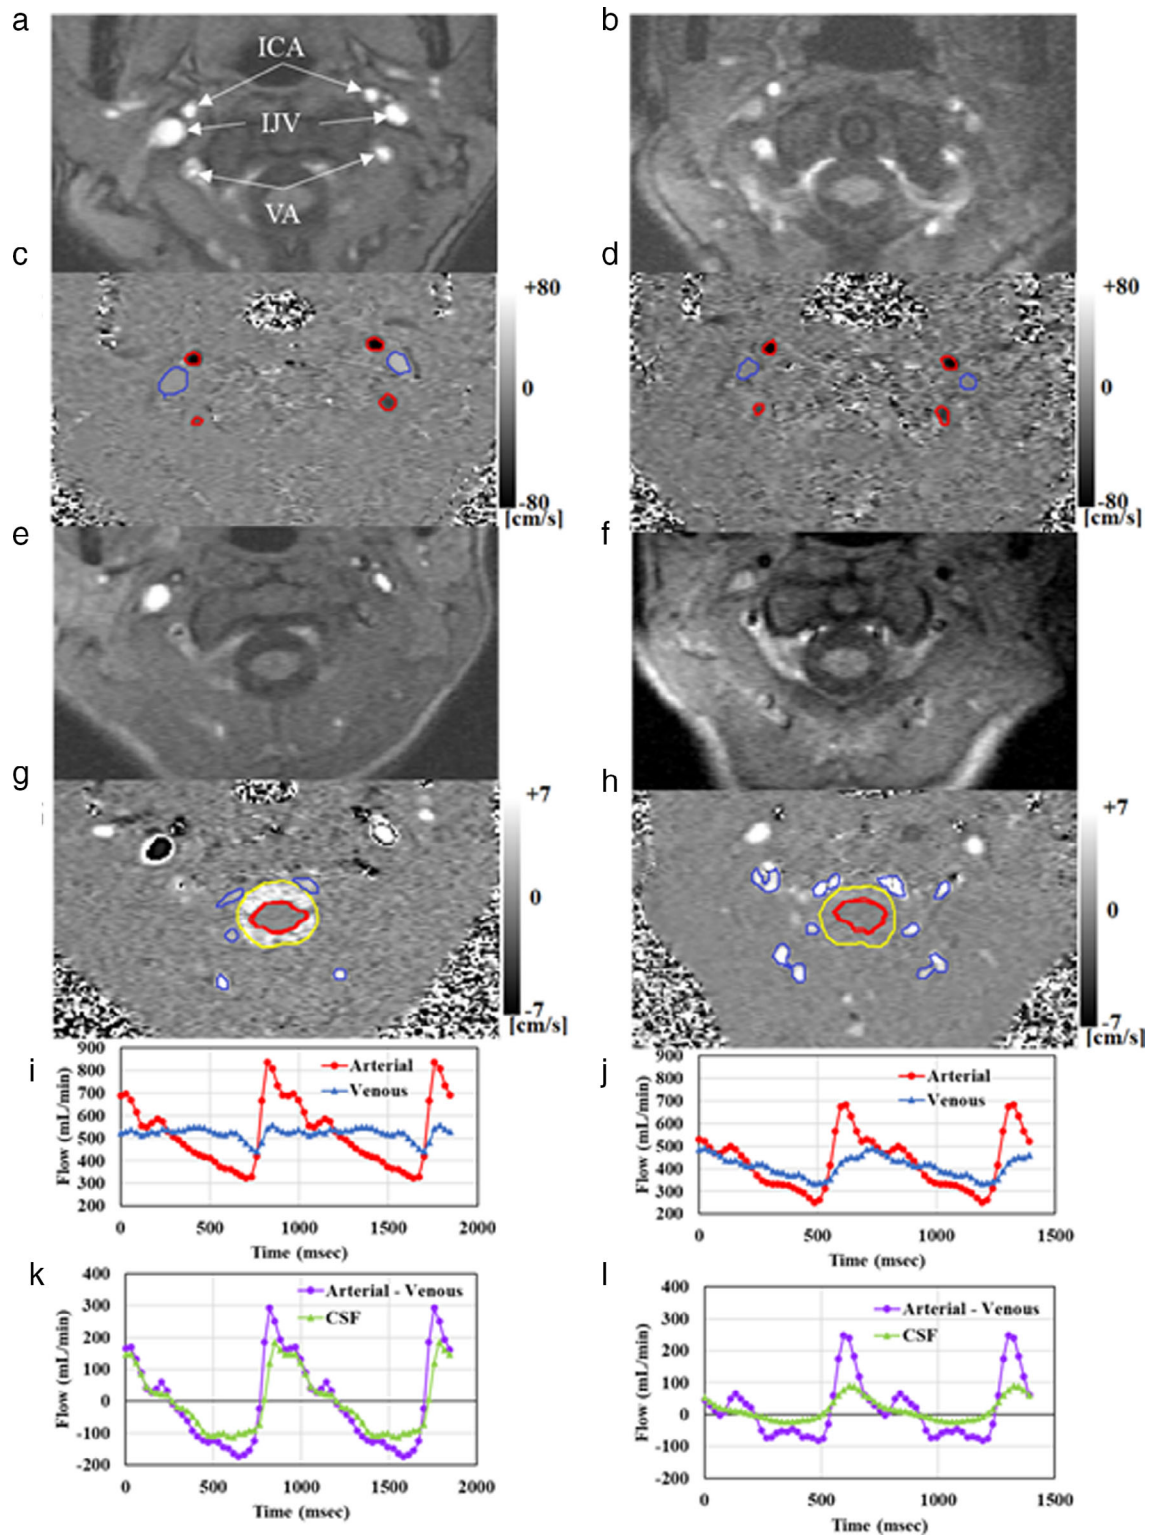 a
b
ICA
IJV
VA
c
d
+80
0
-80
[cm/s]
+80
0
-80
[cm/s]
e
f
g
h
+7
0
-7
[cm/s]
+7
0
-7
[cm/s]
i
900
800
700
600
500
400
300
200
Flow (mL/min)
Arterial
Venous
0 500 1000 1500 2000
Time (msec)
j
900
800
700
600
500
400
300
200
Flow (mL/min)
Arterial
Venous
0 500 1000 1500
Time (msec)
k
400
300
200
100
0
-100
-200
Flow (mL/min)
Arterial - Venous
CSF
0 500 1000 1500 2000
Time (msec)
l
400
300
200
100
0
-100
-200
Flow (mL/min)
Arterial - Venous
CSF
0 500 1000 1500
Time (msec)